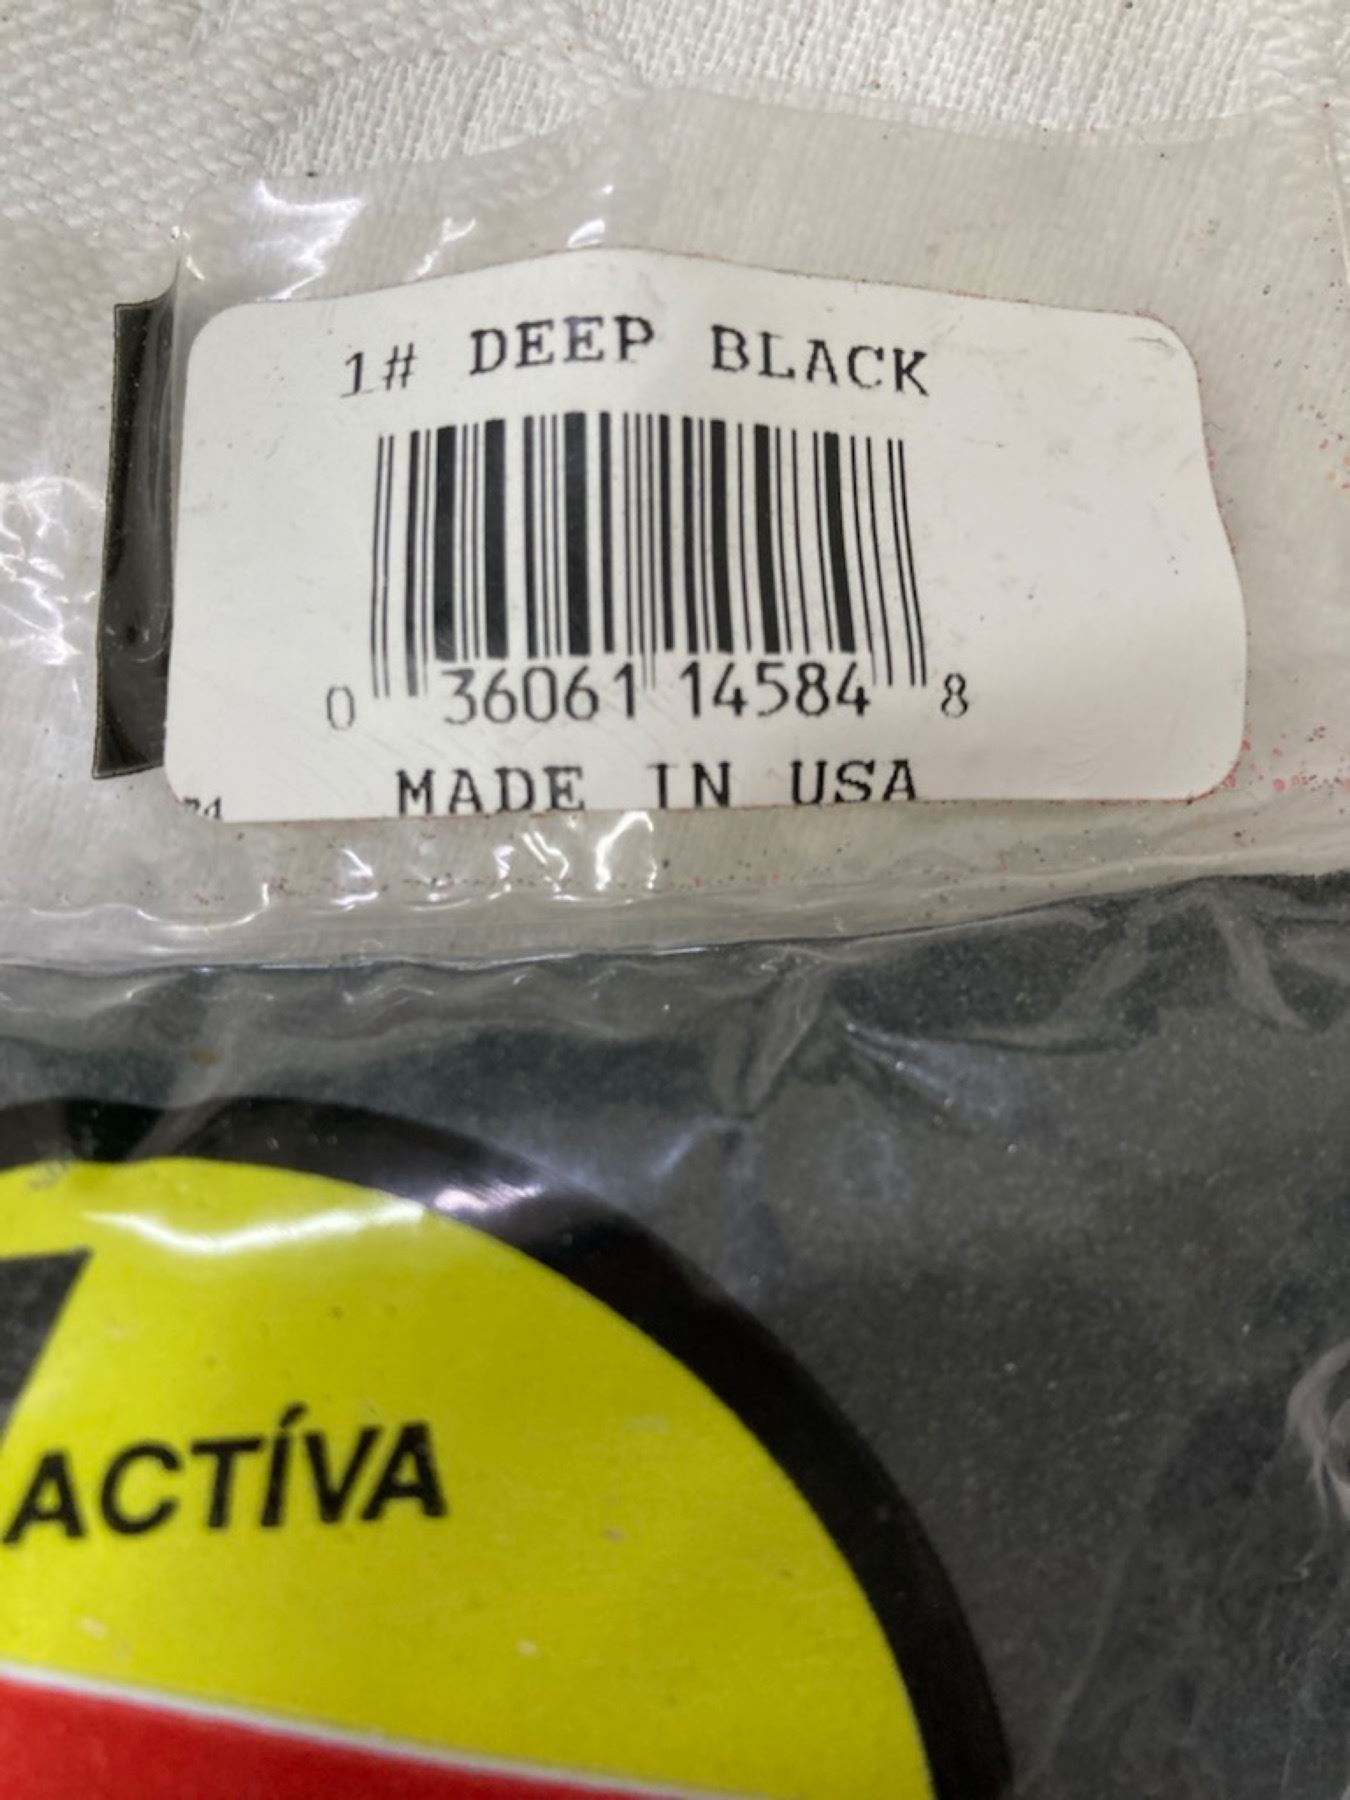 1# DEEP BLACK
0 36061 14584 8
MADE IN USA
ACTÍVA